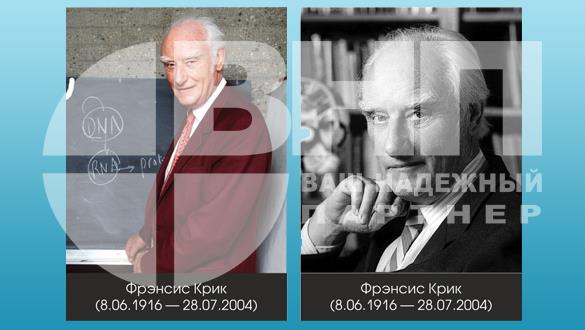 DNA
RNA → prot
Фрэнсис Крик
(8.06.1916 — 28.07.2004)
Фрэнсис Крик
(8.06.1916 — 28.07.2004)
ВНП
ВАШ НАДЕЖНЫЙ
ПАРТНЕР